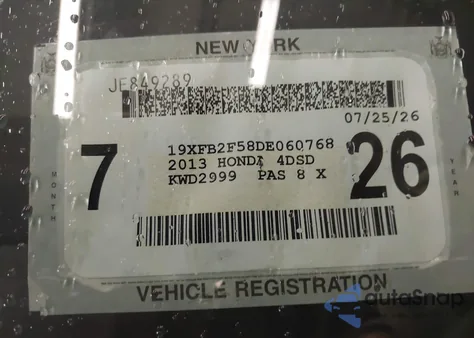 NEW YORK
JE849289
07/25/26
19XFB2F58DE060768
2013 HONDA 4DSD
KWD2999 PAS 8 X
7
26
MONTH
YEAR
VEHICLE REGISTRATION
autoSnap